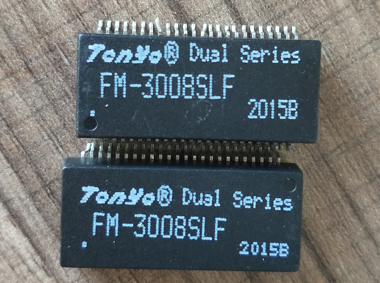 Tonyo® Dual Series
FM-3008SLF
2015B
Tonyo® Dual Series
FM-3008SLF
2015B